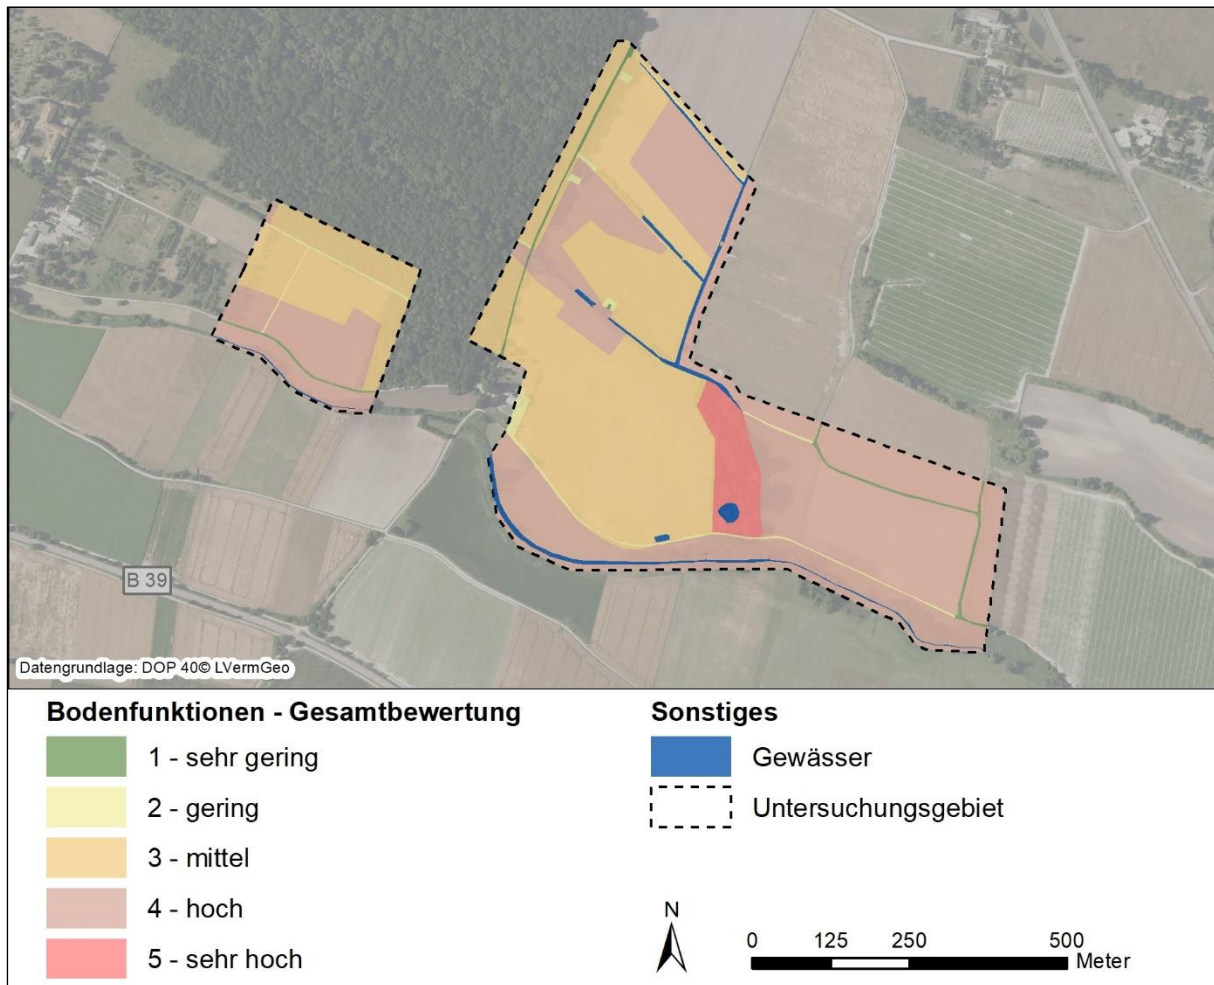 B 39
Datengrundlage: DOP 40© LVermGeo
Bodenfunktionen - Gesamtbewertung
1 - sehr gering
2 - gering
3 - mittel
4 - hoch
5 - sehr hoch
Sonstiges
Gewässer
Untersuchungsgebiet
N
0 125 250 500
Meter